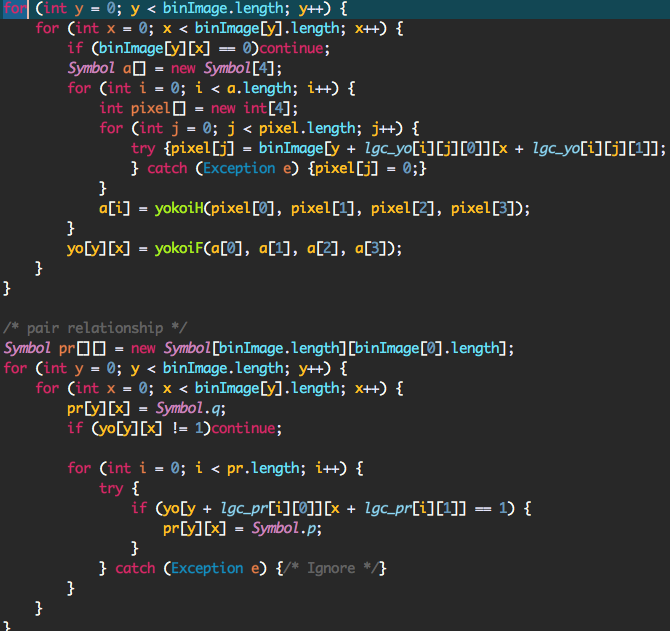 for (int y = 0; y < binImage.length; y++) {
    for (int x = 0; x < binImage[y].length; x++) {
        if (binImage[y][x] == 0)continue;
        Symbol a[] = new Symbol[4];
        for (int i = 0; i < a.length; i++) {
            int pixel[] = new int[4];
            for (int j = 0; j < pixel.length; j++) {
                try {pixel[j] = binImage[y + lgc_yo[i][j][0]][x + lgc_yo[i][j][1]];
                } catch (Exception e) {pixel[j] = 0;}
            }
            a[i] = yokoiH(pixel[0], pixel[1], pixel[2], pixel[3]);
        }
        yo[y][x] = yokoiF(a[0], a[1], a[2], a[3]);
    }
}
/* pair relationship */
Symbol pr[][] = new Symbol[binImage.length][binImage[0].length];
for (int y = 0; y < binImage.length; y++) {
    for (int x = 0; x < binImage[y].length; x++) {
        pr[y][x] = Symbol.q;
        if (yo[y][x] != 1)continue;
        for (int i = 0; i < pr.length; i++) {
            try {
                if (yo[y + lgc_pr[i][0]][x + lgc_pr[i][1]] == 1) {
                    pr[y][x] = Symbol.p;
                }
            } catch (Exception e) {/* Ignore */}
        }
    }
}